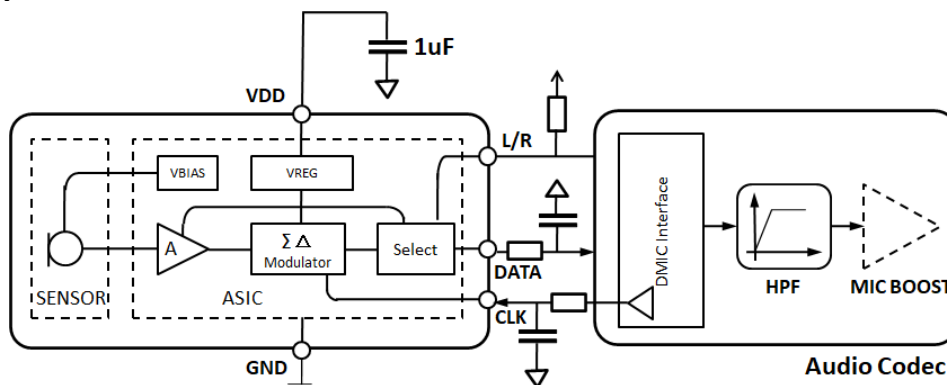 1uF
VDD
L/R
VBIAS
VREG
A
Σ Δ
Modulator
Select
DATA
CLK
SENSOR
ASIC
GND
DMIC Interface
HPF
MIC BOOST
Audio Codec